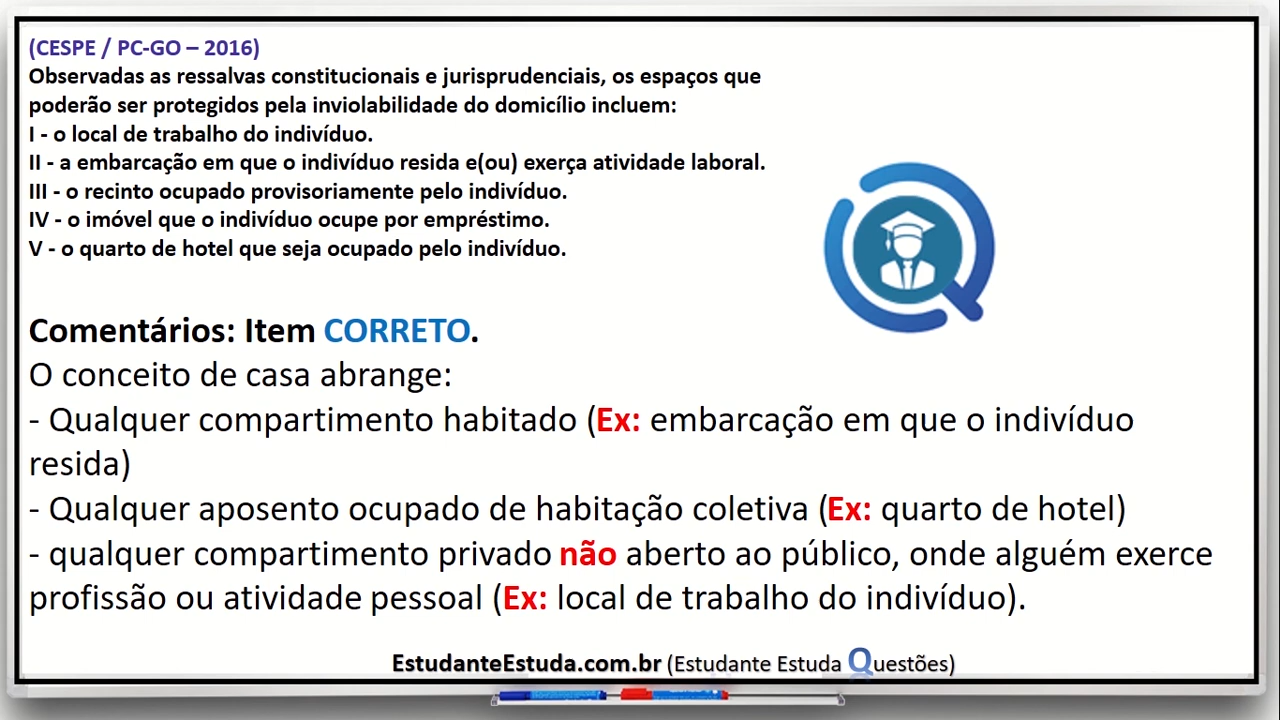 (CESPE / PC-GO – 2016)
Observadas as ressalvas constitucionais e jurisprudenciais, os espaços que
poderão ser protegidos pela inviolabilidade do domicílio incluem:
I - o local de trabalho do indivíduo.
II - a embarcação em que o indivíduo resida e(ou) exerça atividade laboral.
III - o recinto ocupado provisoriamente pelo indivíduo.
IV - o imóvel que o indivíduo ocupe por empréstimo.
V - o quarto de hotel que seja ocupado pelo indivíduo.
Comentários: Item CORRETO.
O conceito de casa abrange:
- Qualquer compartimento habitado (Ex: embarcação em que o indivíduo
resida)
- Qualquer aposento ocupado de habitação coletiva (Ex: quarto de hotel)
- qualquer compartimento privado não aberto ao público, onde alguém exerce
profissão ou atividade pessoal (Ex: local de trabalho do indivíduo).
EstudanteEstuda.com.br (Estudante Estuda Questões)